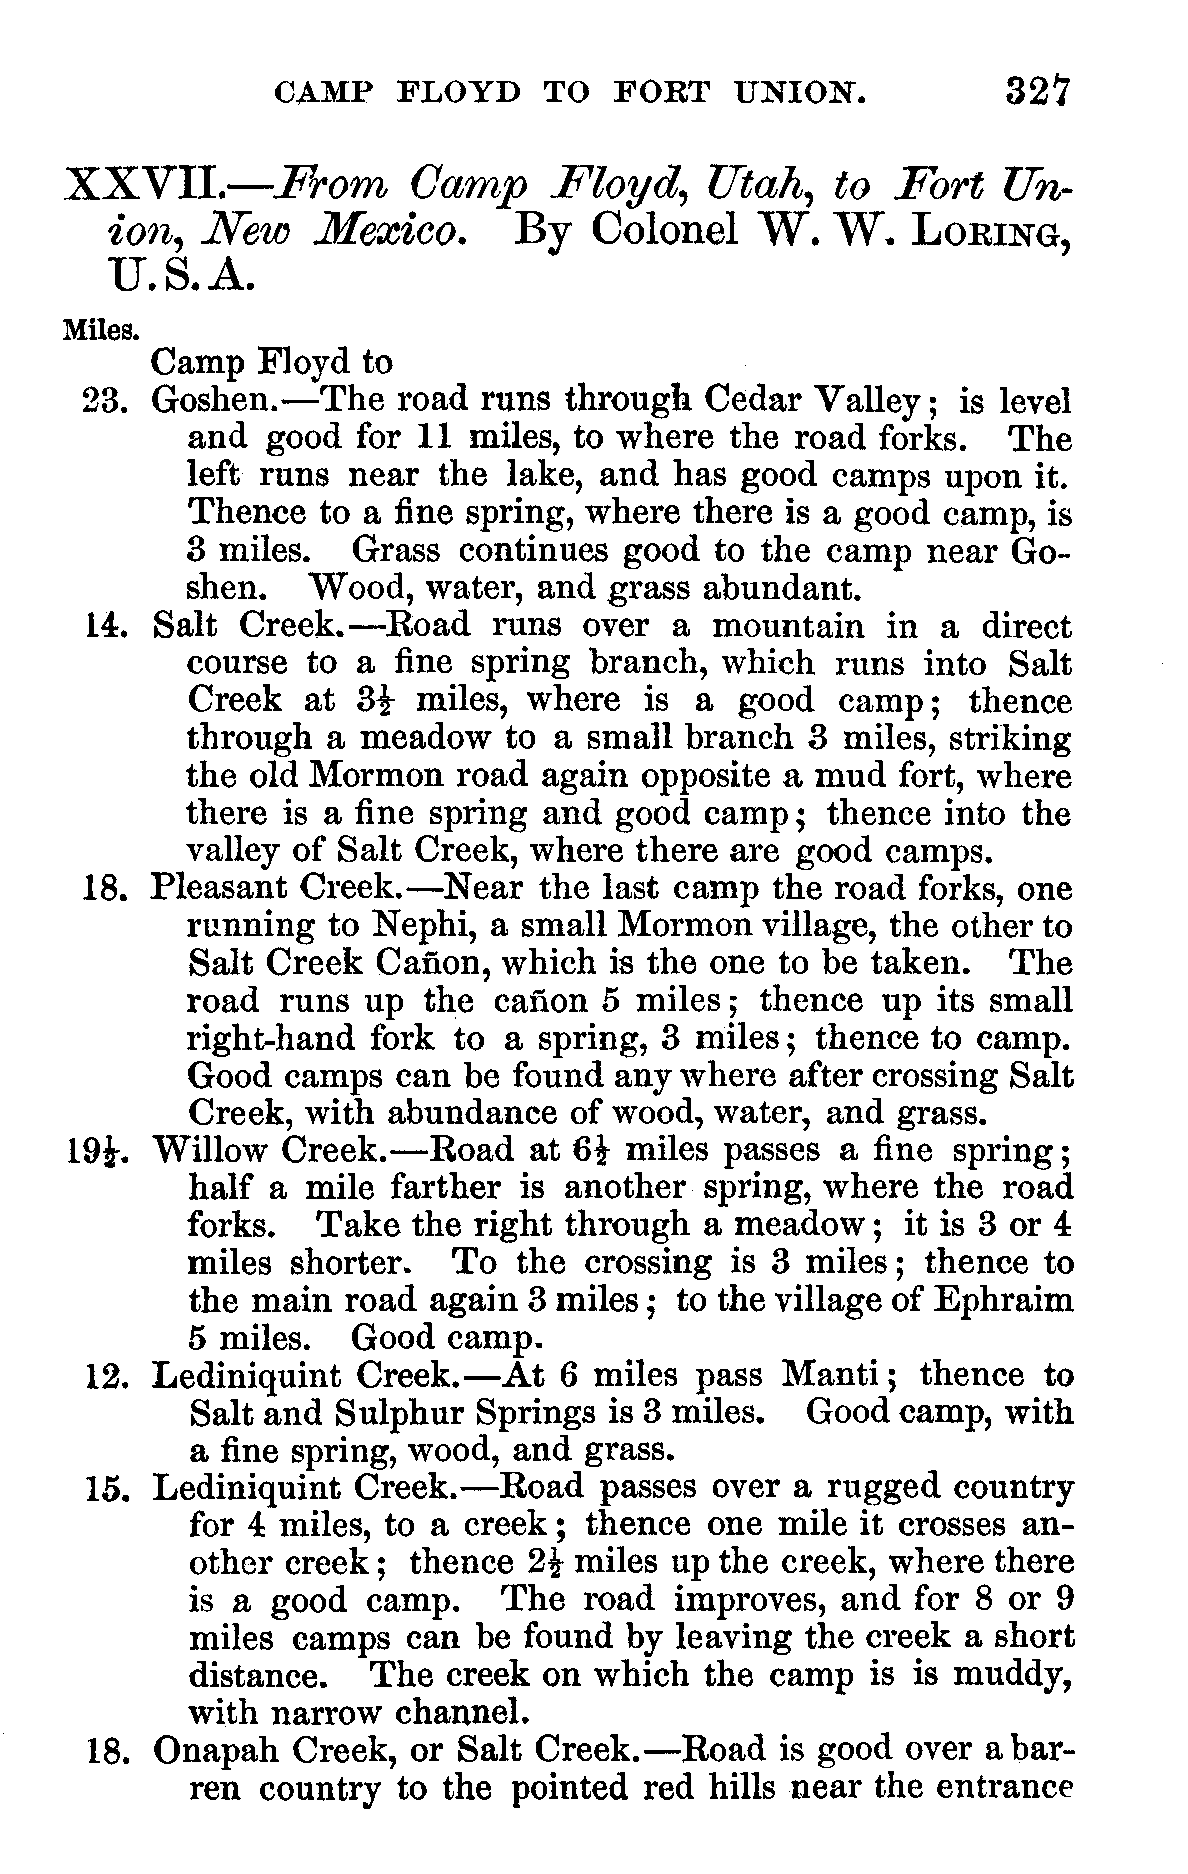 CAMP FLOYD TO FORT UNION. 327
XXVII.—From Camp Floyd, Utah, to Fort Un-
ion, New Mexico. By Colonel W. W. LORING,
U.S.A.
Miles.
Camp Floyd to
23. Goshen.—The road runs through Cedar Valley; is level
and good for 11 miles, to where the road forks. The
left runs near the lake, and has good camps upon it.
Thence to a fine spring, where there is a good camp, is
3 miles. Grass continues good to the camp near Go-
shen. Wood, water, and grass abundant.
14. Salt Creek.—Road runs over a mountain in a direct
course to a fine spring branch, which runs into Salt
Creek at 3½ miles, where is a good camp; thence
through a meadow to a small branch 3 miles, striking
the old Mormon road again opposite a mud fort, where
there is a fine spring and good camp; thence into the
valley of Salt Creek, where there are good camps.
18. Pleasant Creek.—Near the last camp the road forks, one
running to Nephi, a small Mormon village, the other to
Salt Creek Cañon, which is the one to be taken. The
road runs up the cañon 5 miles; thence up its small
right-hand fork to a spring, 3 miles; thence to camp.
Good camps can be found any where after crossing Salt
Creek, with abundance of wood, water, and grass.
19½. Willow Creek.—Road at 6½ miles passes a fine spring;
half a mile farther is another spring, where the road
forks. Take the right through a meadow; it is 3 or 4
miles shorter. To the crossing is 3 miles; thence to
the main road again 3 miles; to the village of Ephraim
5 miles. Good camp.
12. Lediniquint Creek.—At 6 miles pass Manti; thence to
Salt and Sulphur Springs is 3 miles. Good camp, with
a fine spring, wood, and grass.
15. Lediniquint Creek.—Road passes over a rugged country
for 4 miles, to a creek; thence one mile it crosses an-
other creek; thence 2½ miles up the creek, where there
is a good camp. The road improves, and for 8 or 9
miles camps can be found by leaving the creek a short
distance. The creek on which the camp is is muddy,
with narrow channel.
18. Onapah Creek, or Salt Creek.—Road is good over a bar-
ren country to the pointed red hills near the entrance